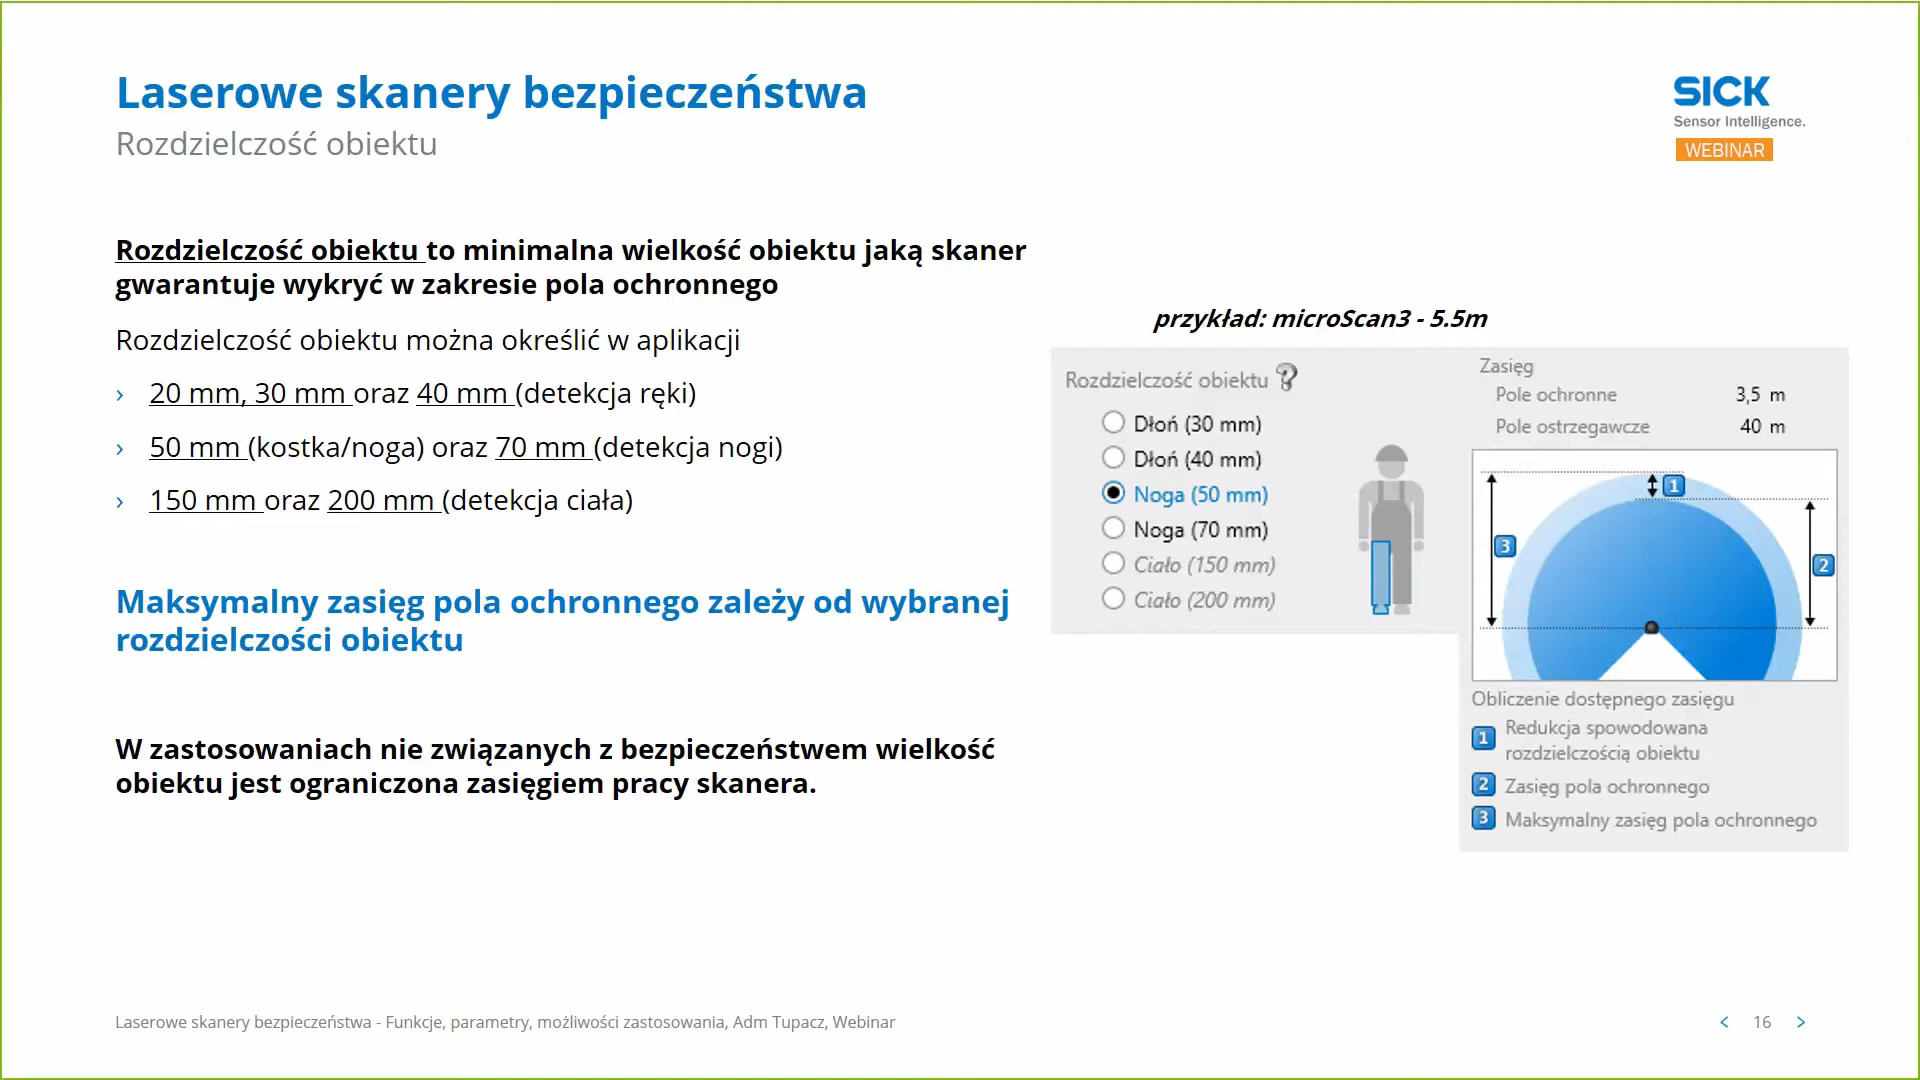 Laserowe skanery bezpieczeństwa
Rozdzielczość obiektu
SICK
Sensor Intelligence.
WEBINAR
Rozdzielczość obiektu to minimalna wielkość obiektu jaką skaner
gwarantuje wykryć w zakresie pola ochronnego
Rozdzielczość obiektu można określić w aplikacji
› 20 mm, 30 mm oraz 40 mm (detekcja ręki)
› 50 mm (kostka/noga) oraz 70 mm (detekcja nogi)
› 150 mm oraz 200 mm (detekcja ciała)
Maksymalny zasięg pola ochronnego zależy od wybranej
rozdzielczości obiektu
W zastosowaniach nie związanych z bezpieczeństwem wielkość
obiektu jest ograniczona zasięgiem pracy skanera.
przykład: microScan3 - 5.5m
Rozdzielczość obiektu ?
Dłoń (30 mm)
Dłoń (40 mm)
Noga (50 mm)
Noga (70 mm)
Ciało (150 mm)
Ciało (200 mm)
Zasięg
Pole ochronne 3,5 m
Pole ostrzegawcze 40 m
1
3
2
Obliczenie dostępnego zasięgu
1 Redukcja spowodowana
rozdzielczością obiektu
2 Zasięg pola ochronnego
3 Maksymalny zasięg pola ochronnego
Laserowe skanery bezpieczeństwa - Funkcje, parametry, możliwości zastosowania, Adm Tupacz, Webinar
< 16 >